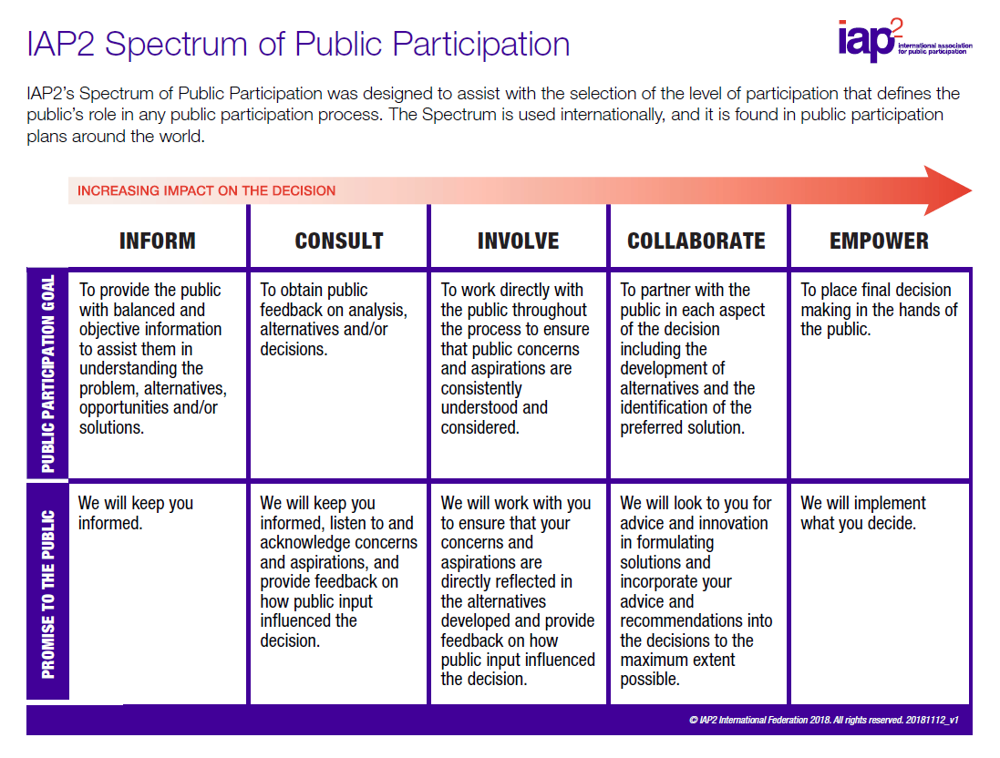 IAP2 Spectrum of Public Participation
iap2
international association
for public participation
IAP2’s Spectrum of Public Participation was designed to assist with the selection of the level of participation that defines the
public’s role in any public participation process. The Spectrum is used internationally, and it is found in public participation
plans around the world.
INCREASING IMPACT ON THE DECISION
INFORM
CONSULT
INVOLVE
COLLABORATE
EMPOWER
PUBLIC PARTICIPATION GOAL
To provide the public
with balanced and
objective information
to assist them in
understanding the
problem, alternatives,
opportunities and/or
solutions.
To obtain public
feedback on analysis,
alternatives and/or
decisions.
To work directly with
the public throughout
the process to ensure
that public concerns
and aspirations are
consistently
understood and
considered.
To partner with the
public in each aspect
of the decision
including the
development of
alternatives and the
identification of the
preferred solution.
To place final decision
making in the hands of
the public.
PROMISE TO THE PUBLIC
We will keep you
informed.
We will keep you
informed, listen to and
acknowledge concerns
and aspirations, and
provide feedback on
how public input
influenced the
decision.
We will work with you
to ensure that your
concerns and
aspirations are
directly reflected in
the alternatives
developed and provide
feedback on how
public input influenced
the decision.
We will look to you for
advice and innovation
in formulating
solutions and
incorporate your
advice and
recommendations into
the decisions to the
maximum extent
possible.
We will implement
what you decide.
© IAP2 International Federation 2018. All rights reserved. 20181112_v1